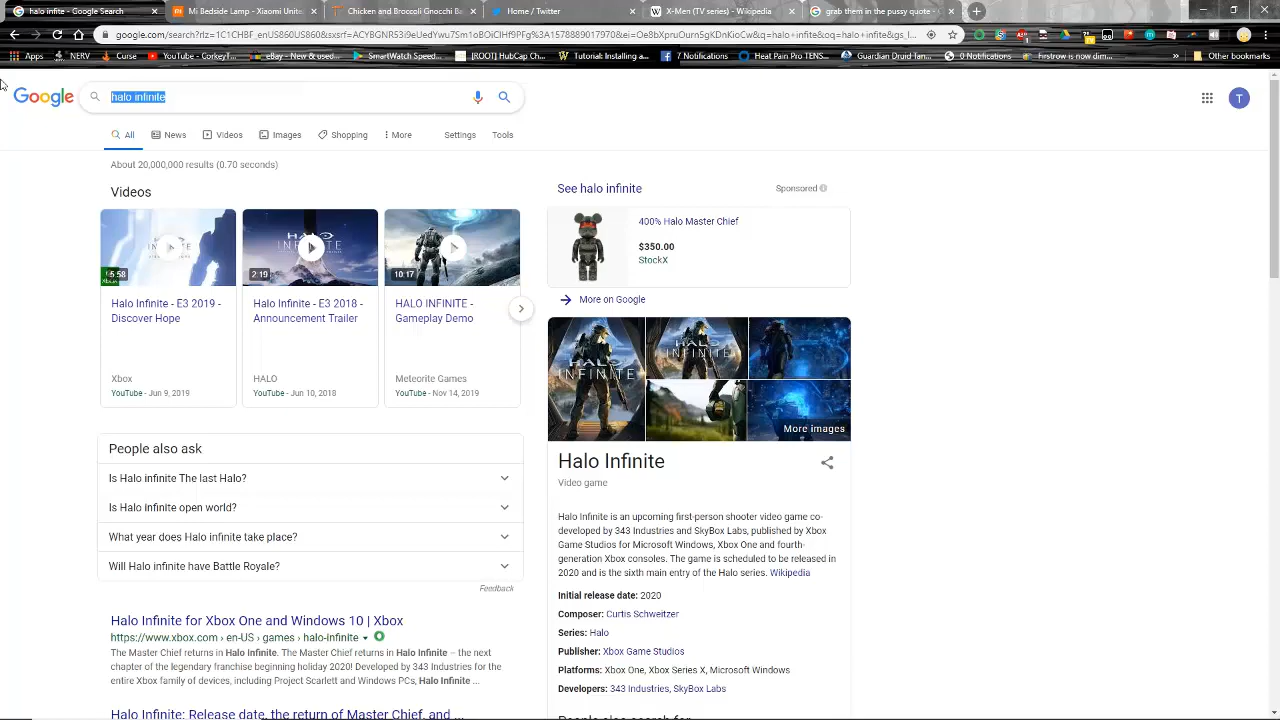 halo infite - Google Search
Mi Bedside Lamp - Xiaomi Unite
Chicken and Broccoli Gnocchi B
Home / Twitter
X-Men (TV series) - Wikipedia
grab them in the pussy quote -
Apps
NERV
Curse
YouTube - corkeyT
eBay - New & used
SmartWatch Speed
[ROOT] HubCap Ch
Tutorial: Installing a
7 Notifications
Heat Pain Pro TENS
Guardian Druid Tan
0 Notifications
Firstrow is now dim
Other bookmarks
Google
halo infinite
T
All
News
Videos
Images
Shopping
More
Settings
Tools
About 20,000,000 results (0.70 seconds)
Videos
5:58
2:19
HALO
INFINITE
10:17
Halo Infinite - E3 2019 -
Discover Hope
Halo Infinite - E3 2018 -
Announcement Trailer
HALO INFINITE -
Gameplay Demo
Xbox
HALO
Meteorite Games
YouTube - Jun 9, 2019
YouTube - Jun 10, 2018
YouTube - Nov 14, 2019
People also ask
Is Halo infinite The last Halo?
Is Halo infinite open world?
What year does Halo infinite take place?
Will Halo infinite have Battle Royale?
Feedback
Halo Infinite for Xbox One and Windows 10 | Xbox
https://www.xbox.com › en-US › games › halo-infinite
The Master Chief returns in Halo Infinite. The Master Chief returns in Halo Infinite – the next
chapter of the legendary franchise beginning holiday 2020! Developed by 343 Industries for the
entire Xbox family of devices, including Project Scarlett and Windows PCs, Halo Infinite ...
Halo Infinite: Release date, the return of Master Chief, and ...
See halo infinite
Sponsored
400% Halo Master Chief
$350.00
StockX
More on Google
HALO
INFINITE
HALO
INFINITE
More images
Halo Infinite
Video game
Halo Infinite is an upcoming first-person shooter video game co-
developed by 343 Industries and SkyBox Labs, published by Xbox
Game Studios for Microsoft Windows, Xbox One and fourth-
generation Xbox consoles. The game is scheduled to be released in
2020 and is the sixth main entry of the Halo series. Wikipedia
Initial release date: 2020
Composer: Curtis Schweitzer
Series: Halo
Publisher: Xbox Game Studios
Platforms: Xbox One, Xbox Series X, Microsoft Windows
Developers: 343 Industries, SkyBox Labs
People also search for